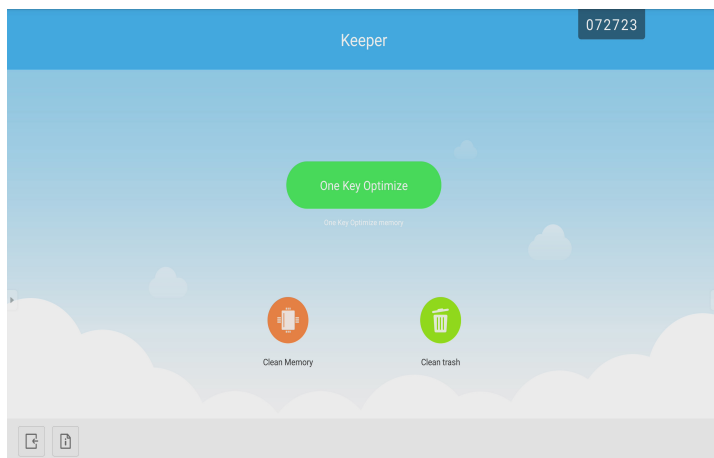 072723
Keeper
One Key Optimize
One Key Optimize memory
Clean Memory
Clean trash